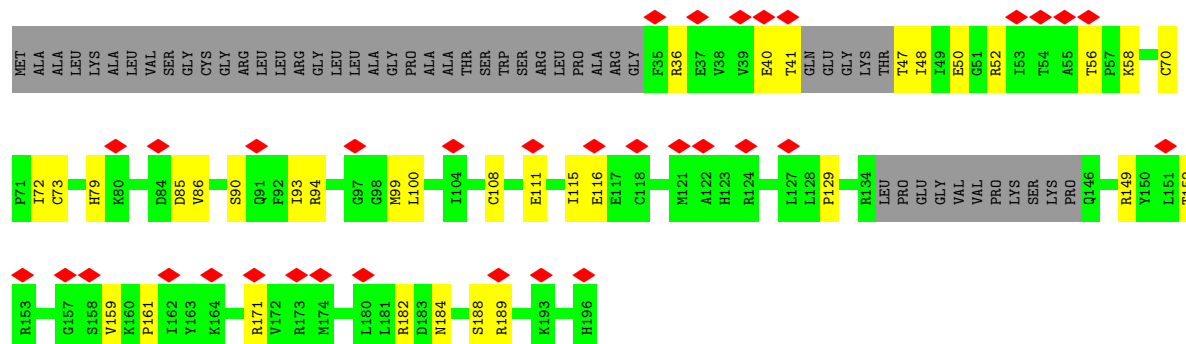 MET ALA ALA LEU LYS ALA LEU VAL SER GLY CYS GLY ARG LEU LEU ARG GLY LEU LEU ALA GLY PRO ALA ALA THR SER TRP SER ARG LEU PRO ALA ARG GLY F35 R36 E37 V38 V39 E40 T41 GLN GLU GLY LYS THR T47 I48 I49 E50 G51 R52 I53 T54 A55 T56 P57 K58 C70
P71 I72 C73 H79 K80 D84 D85 V86 S90 Q91 F92 I93 R94 G97 G98 M99 L100 I104 C108 E111 I115 E116 E117 C118 M121 A122 H123 R124 L127 L128 P129 R134 LEU PRO GLU GLY VAL VAL PRO LYS SER LYS PRO Q146 R149 Y150 L151 T152
R153 G157 S158 V159 K160 P161 I162 Y163 K164 R171 V172 R173 M174 L180 L181 R182 D183 N184 S188 R189 K193 H196